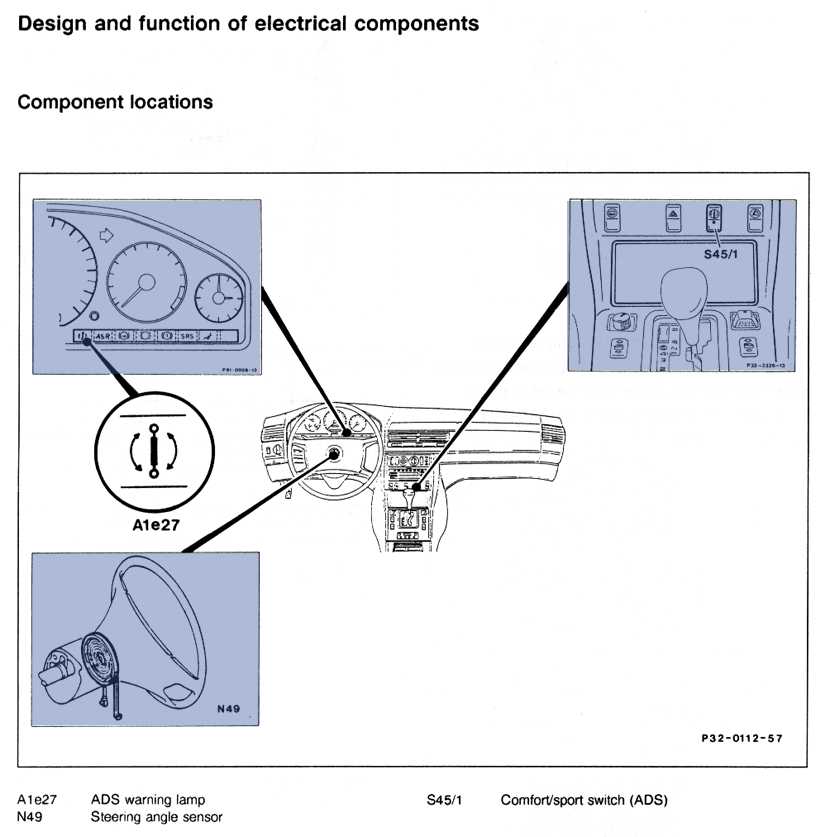 Design and function of electrical components
Component locations
S45/1
ASR
SRS
P91-0008-13
P32-2326-13
A1e27
N49
P32-0112-57
A1e27 ADS warning lamp
N49 Steering angle sensor
S45/1 Comfort/sport switch (ADS)